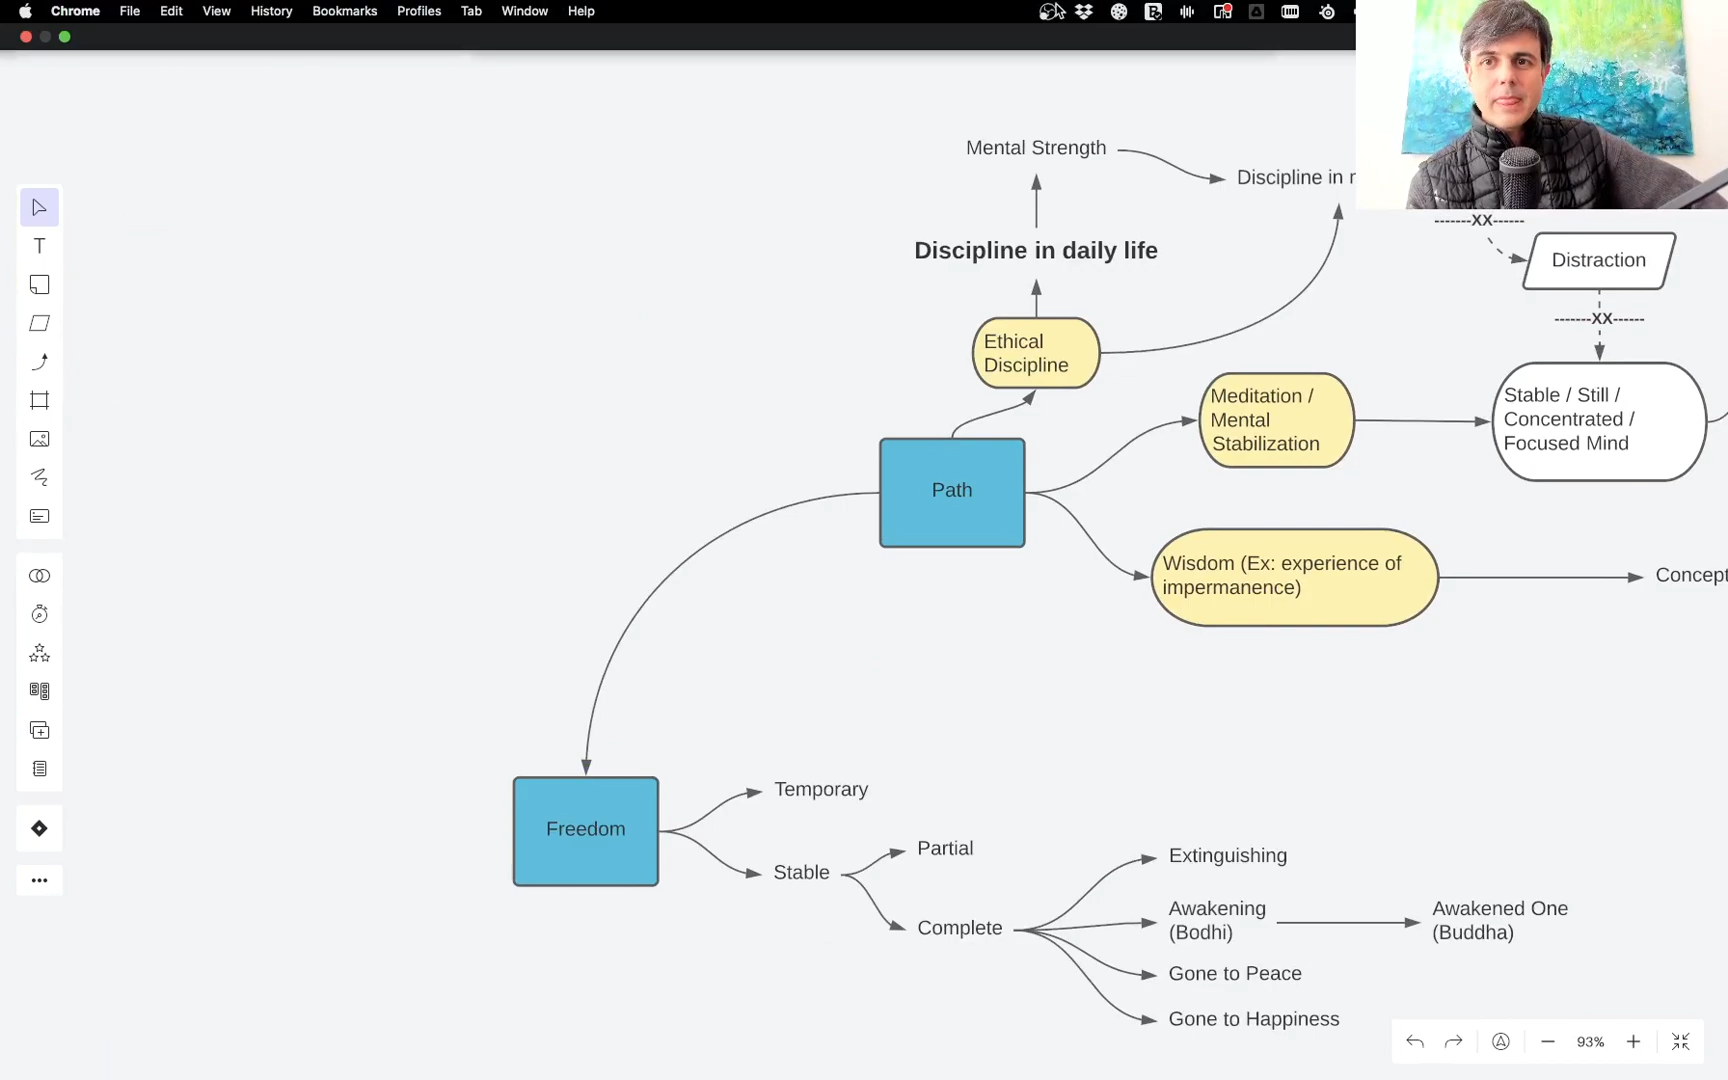 Chrome File Edit View History Bookmarks Profiles Tab Window Help
Mental Strength
Discipline in
-------XX------
Discipline in daily life
Distraction
-------XX------
Ethical
Discipline
Meditation /
Mental
Stabilization
Stable / Still /
Concentrated /
Focused Mind
Path
Wisdom (Ex: experience of
impermanence)
Concept
Temporary
Freedom
Partial
Stable
Extinguishing
Awakening
(Bodhi)
Awakened One
(Buddha)
Complete
Gone to Peace
Gone to Happiness
93%
T